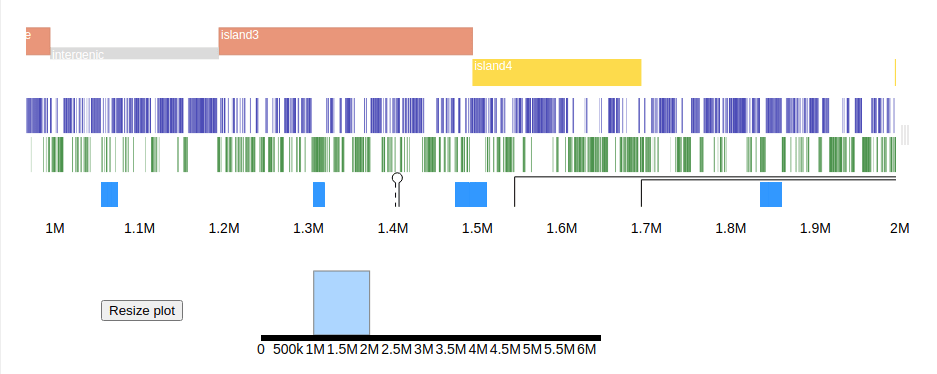 e
island3
intergenic
island4
1M 1.1M 1.2M 1.3M 1.4M 1.5M 1.6M 1.7M 1.8M 1.9M 2M
Resize plot
0 500k 1M 1.5M 2M 2.5M 3M 3.5M 4M 4.5M 5M 5.5M 6M